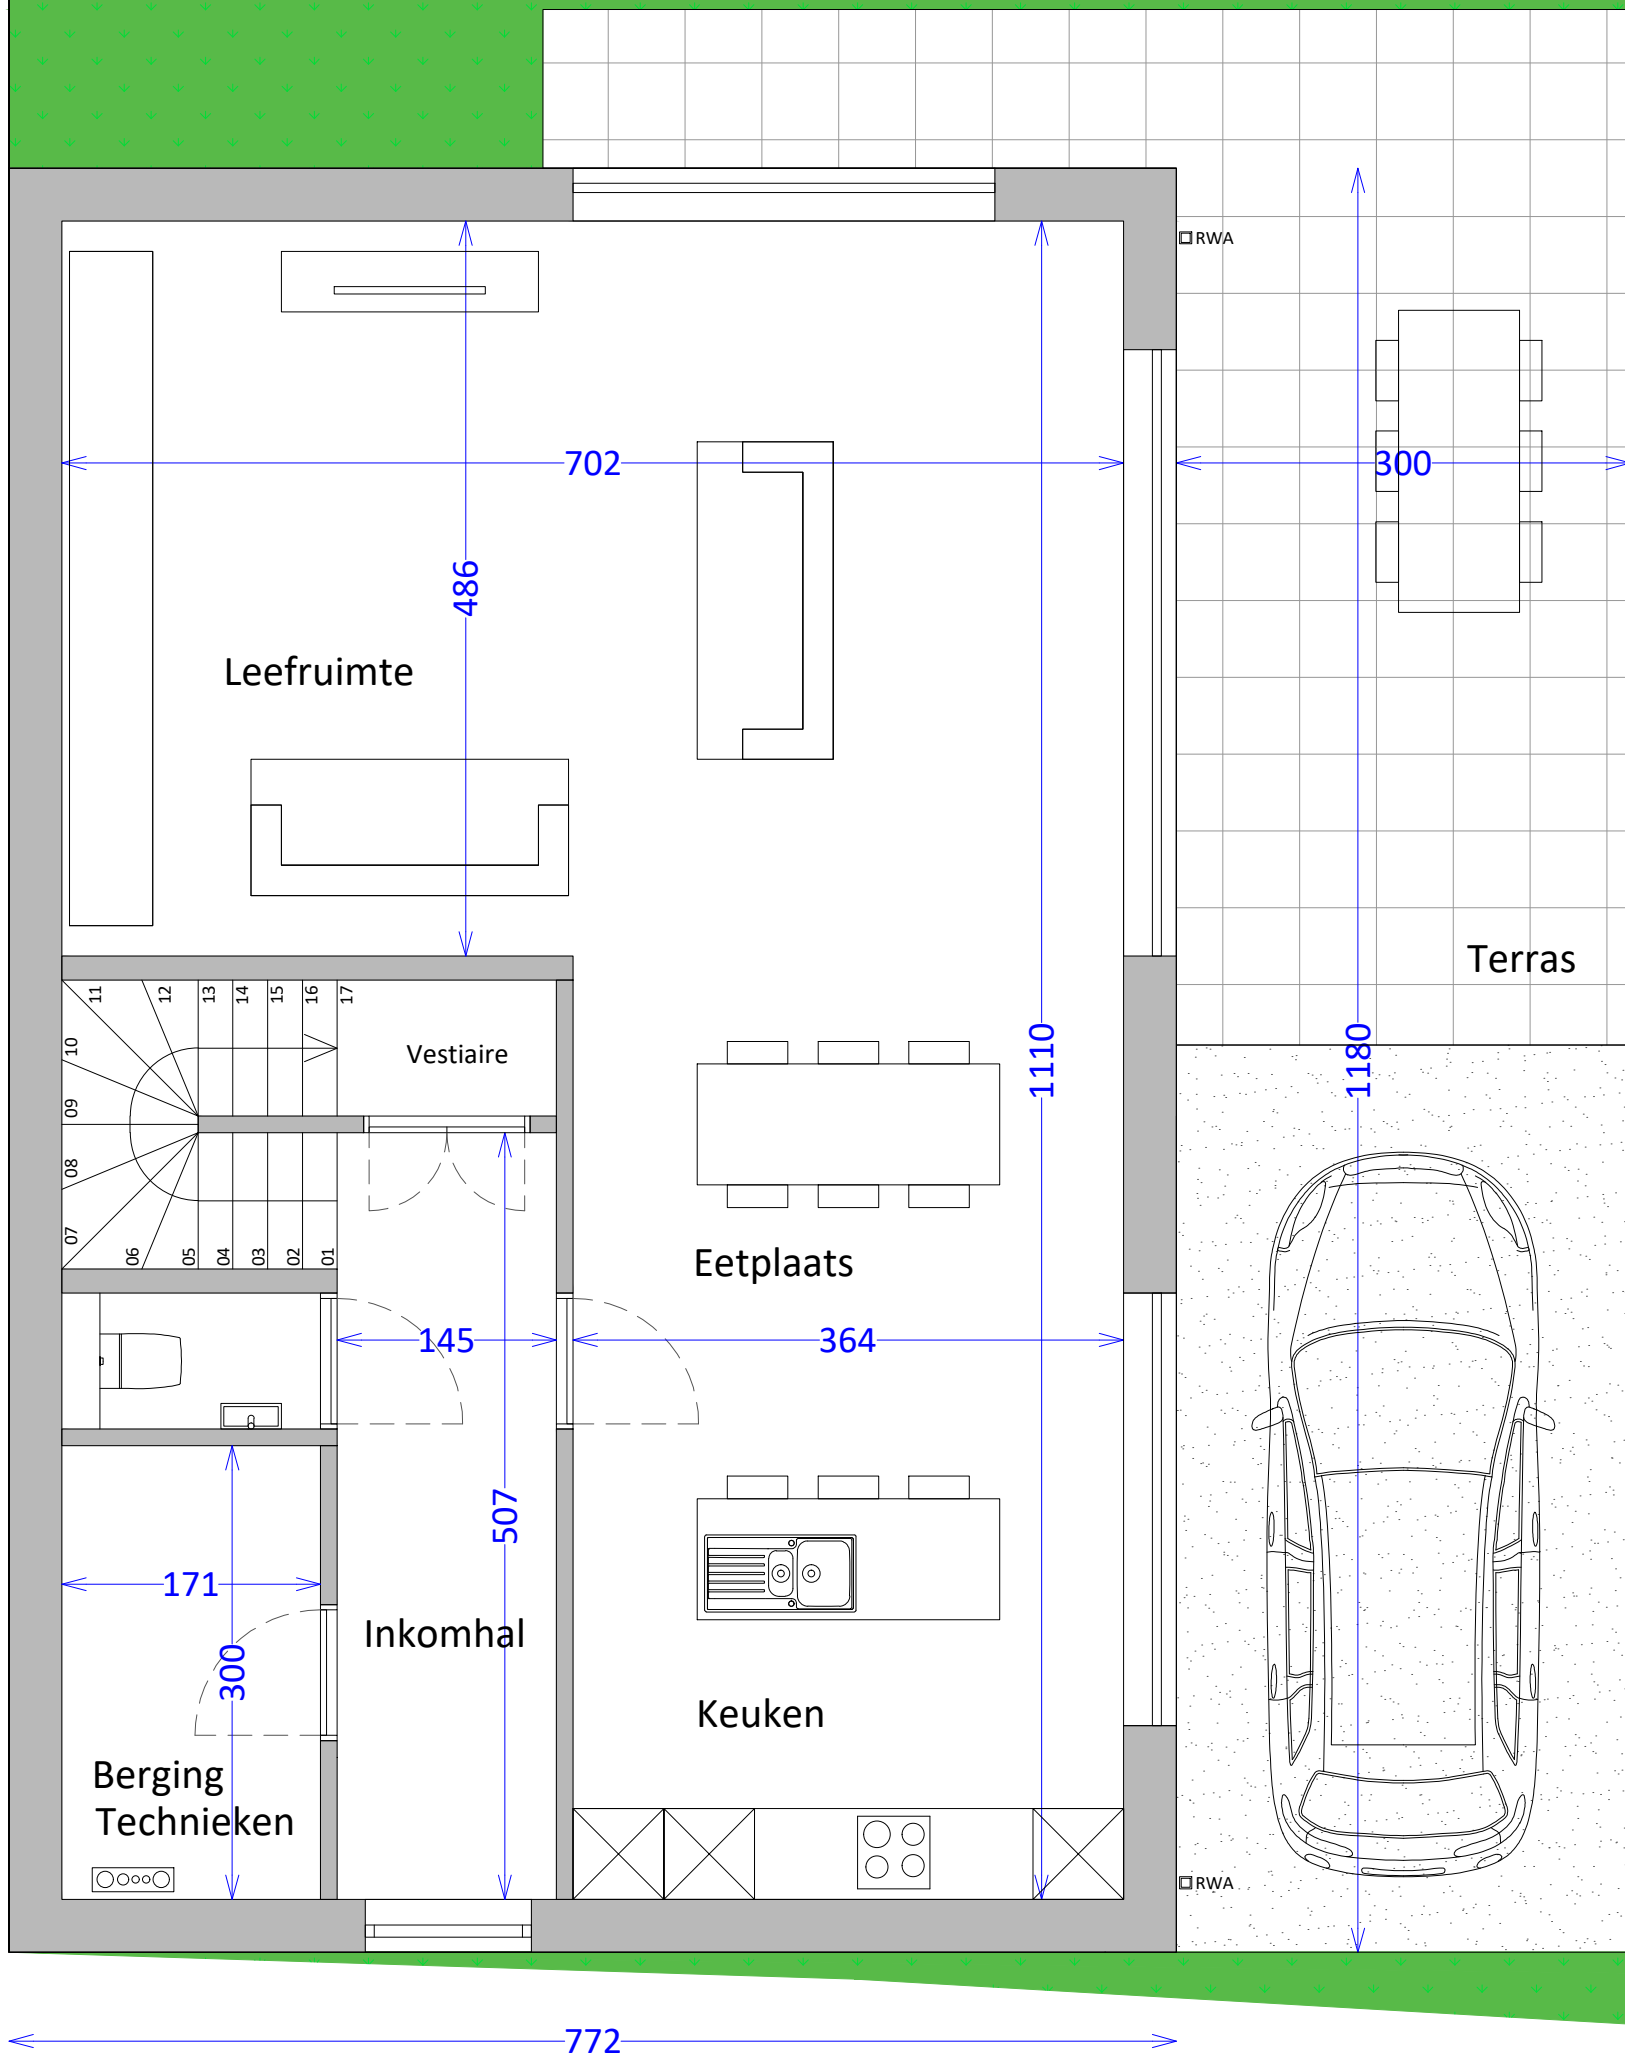 RWA
702
300
486
Leefruimte
Terras
11
12
13
14
15
16
17
10
Vestiaire
1110
1180
09
08
07
06
05
04
03
02
01
Eetplaats
145
364
507
171
Inkomhal
300
Keuken
Berging
Technieken
RWA
772